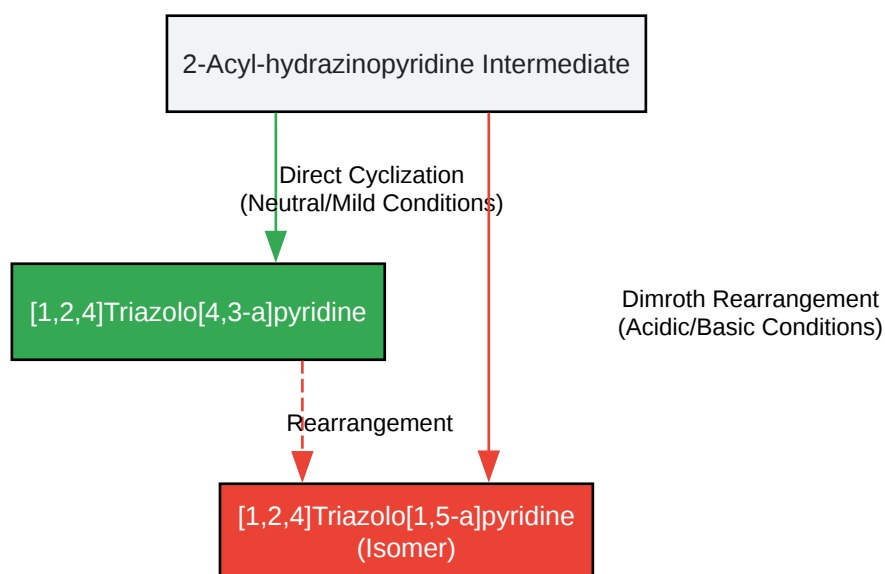 2-Acyl-hydrazinopyridine Intermediate
Direct Cyclization
(Neutral/Mild Conditions)
[1,2,4]Triazolo[4,3-a]pyridine
Dimroth Rearrangement
(Acidic/Basic Conditions)
Rearrangement
[1,2,4]Triazolo[1,5-a]pyridine
(Isomer)